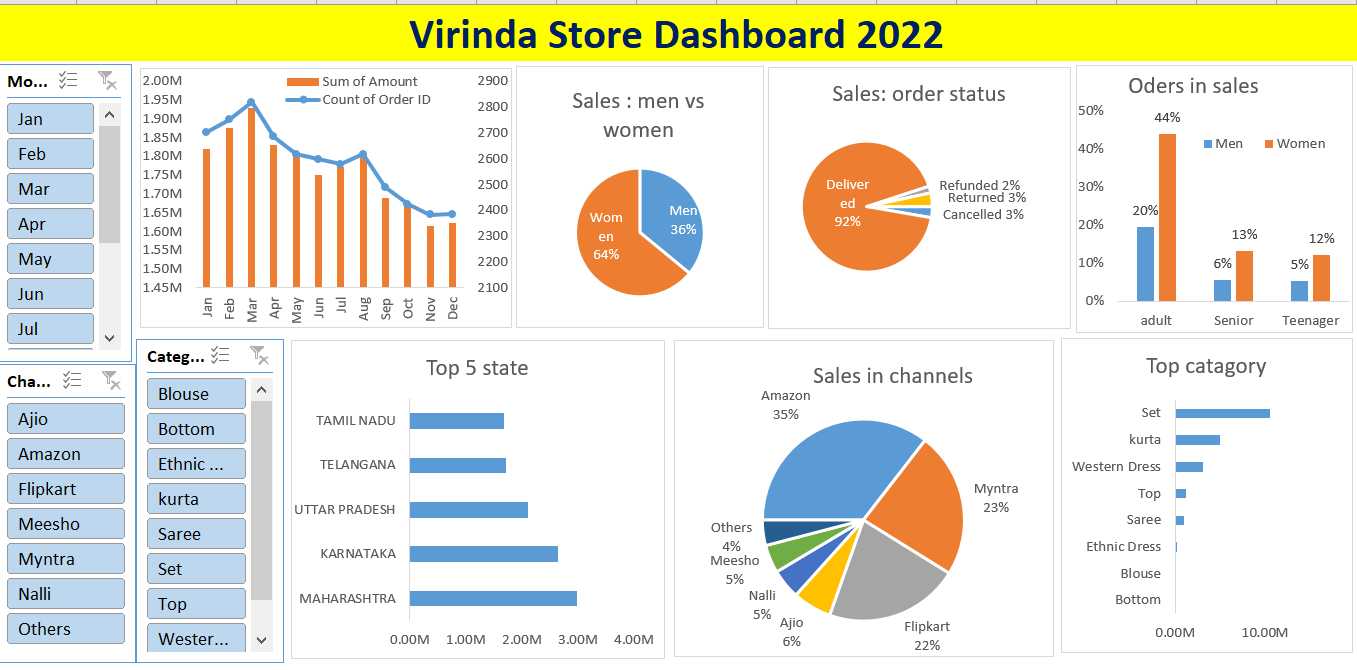 Virinda Store Dashboard 2022
Mo...
Jan
Feb
Mar
Apr
May
Jun
Jul
2.00M
1.95M
1.90M
1.85M
1.80M
1.75M
1.70M
1.65M
1.60M
1.55M
1.50M
1.45M
Sum of Amount
Count of Order ID
2900
2800
2700
2600
2500
2400
2300
2200
2100
Jan
Feb
Mar
Apr
May
Jun
Jul
Aug
Sep
Oct
Nov
Dec
Sales : men vs
women
Men
36%
Wom
en
64%
Sales: order status
Deliver
ed
92%
Refunded 2%
Returned 3%
Cancelled 3%
Oders in sales
50%
40%
30%
20%
10%
0%
Men
Women
20%
44%
6%
13%
5%
12%
adult
Senior
Teenager
Cha...
Ajio
Amazon
Flipkart
Meesho
Myntra
Nalli
Others
Categ...
Blouse
Bottom
Ethnic ...
kurta
Saree
Set
Top
Wester...
Top 5 state
TAMIL NADU
TELANGANA
UTTAR PRADESH
KARNATAKA
MAHARASHTRA
0.00M
1.00M
2.00M
3.00M
4.00M
Sales in channels
Amazon
35%
Myntra
23%
Flipkart
22%
Ajio
6%
Nalli
5%
Meesho
5%
Others
4%
Top catagory
Set
kurta
Western Dress
Top
Saree
Ethnic Dress
Blouse
Bottom
0.00M
10.00M